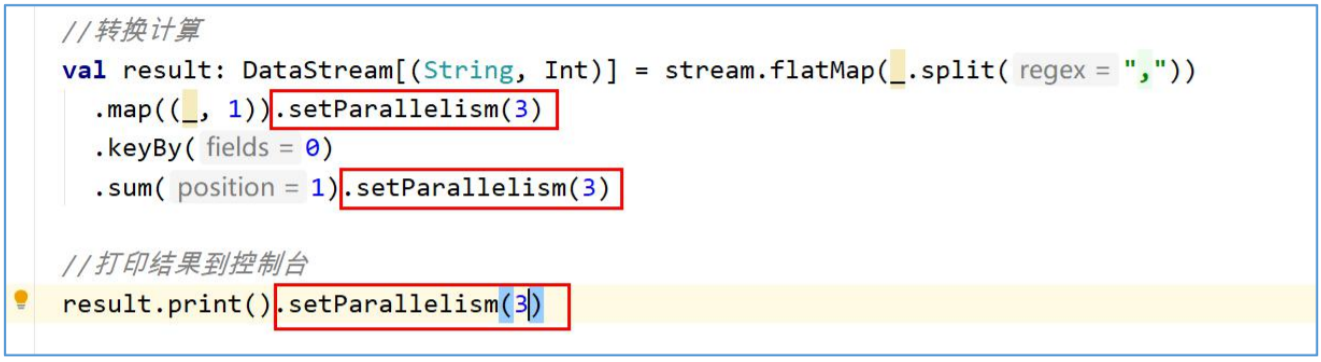 //转换计算
val result: DataStream[(String, Int)] = stream.flatMap(_.split( regex = ","))
.map((_, 1)).setParallelism(3)
.keyBy( fields = 0)
.sum( position = 1).setParallelism(3)
//打印结果到控制台
result.print().setParallelism(3)